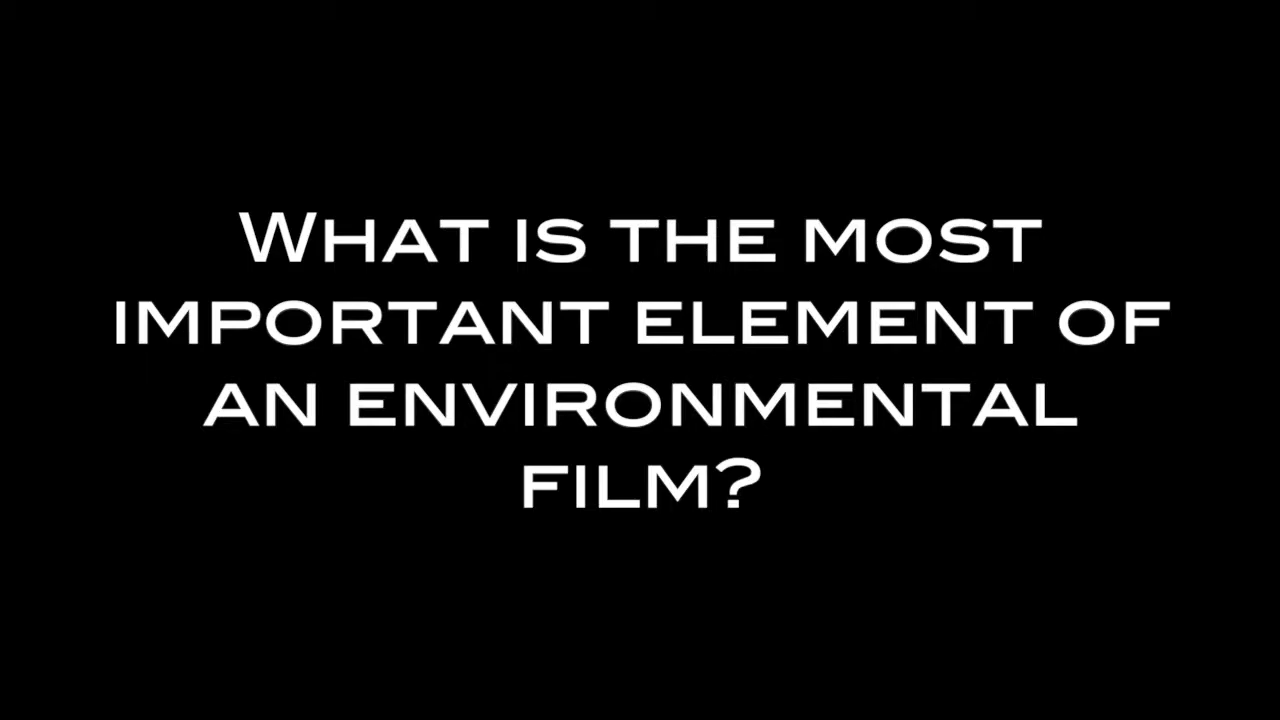 What is the most
important element of
an environmental
film?